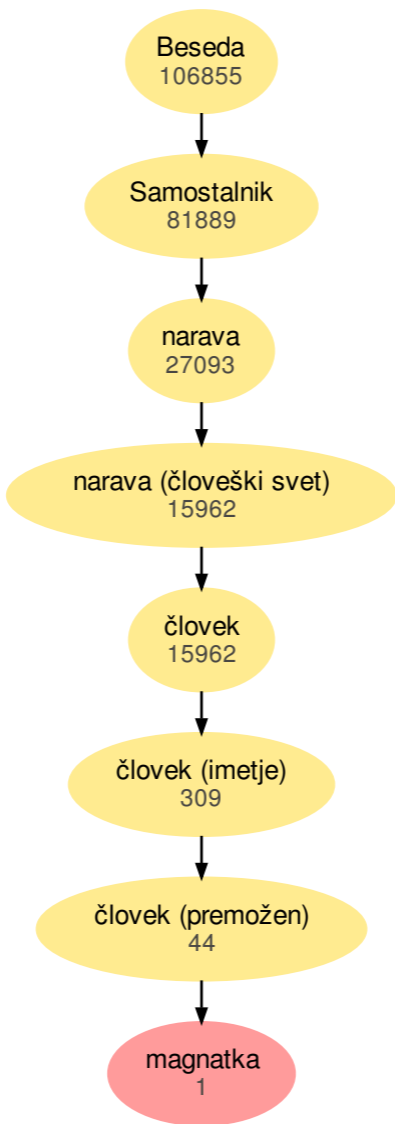 Beseda
106855
Samostalnik
81889
narava
27093
narava (človeški svet)
15962
človek
15962
človek (imetje)
309
človek (premožen)
44
magnatka
1